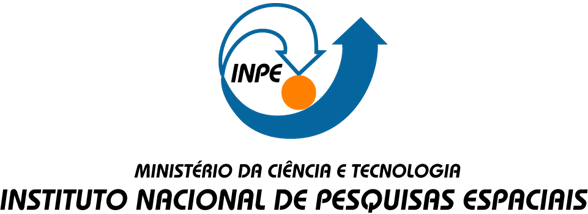 INPE
MINISTÉRIO DA CIÊNCIA E TECNOLOGIA
INSTITUTO NACIONAL DE PESQUISAS ESPACIAIS